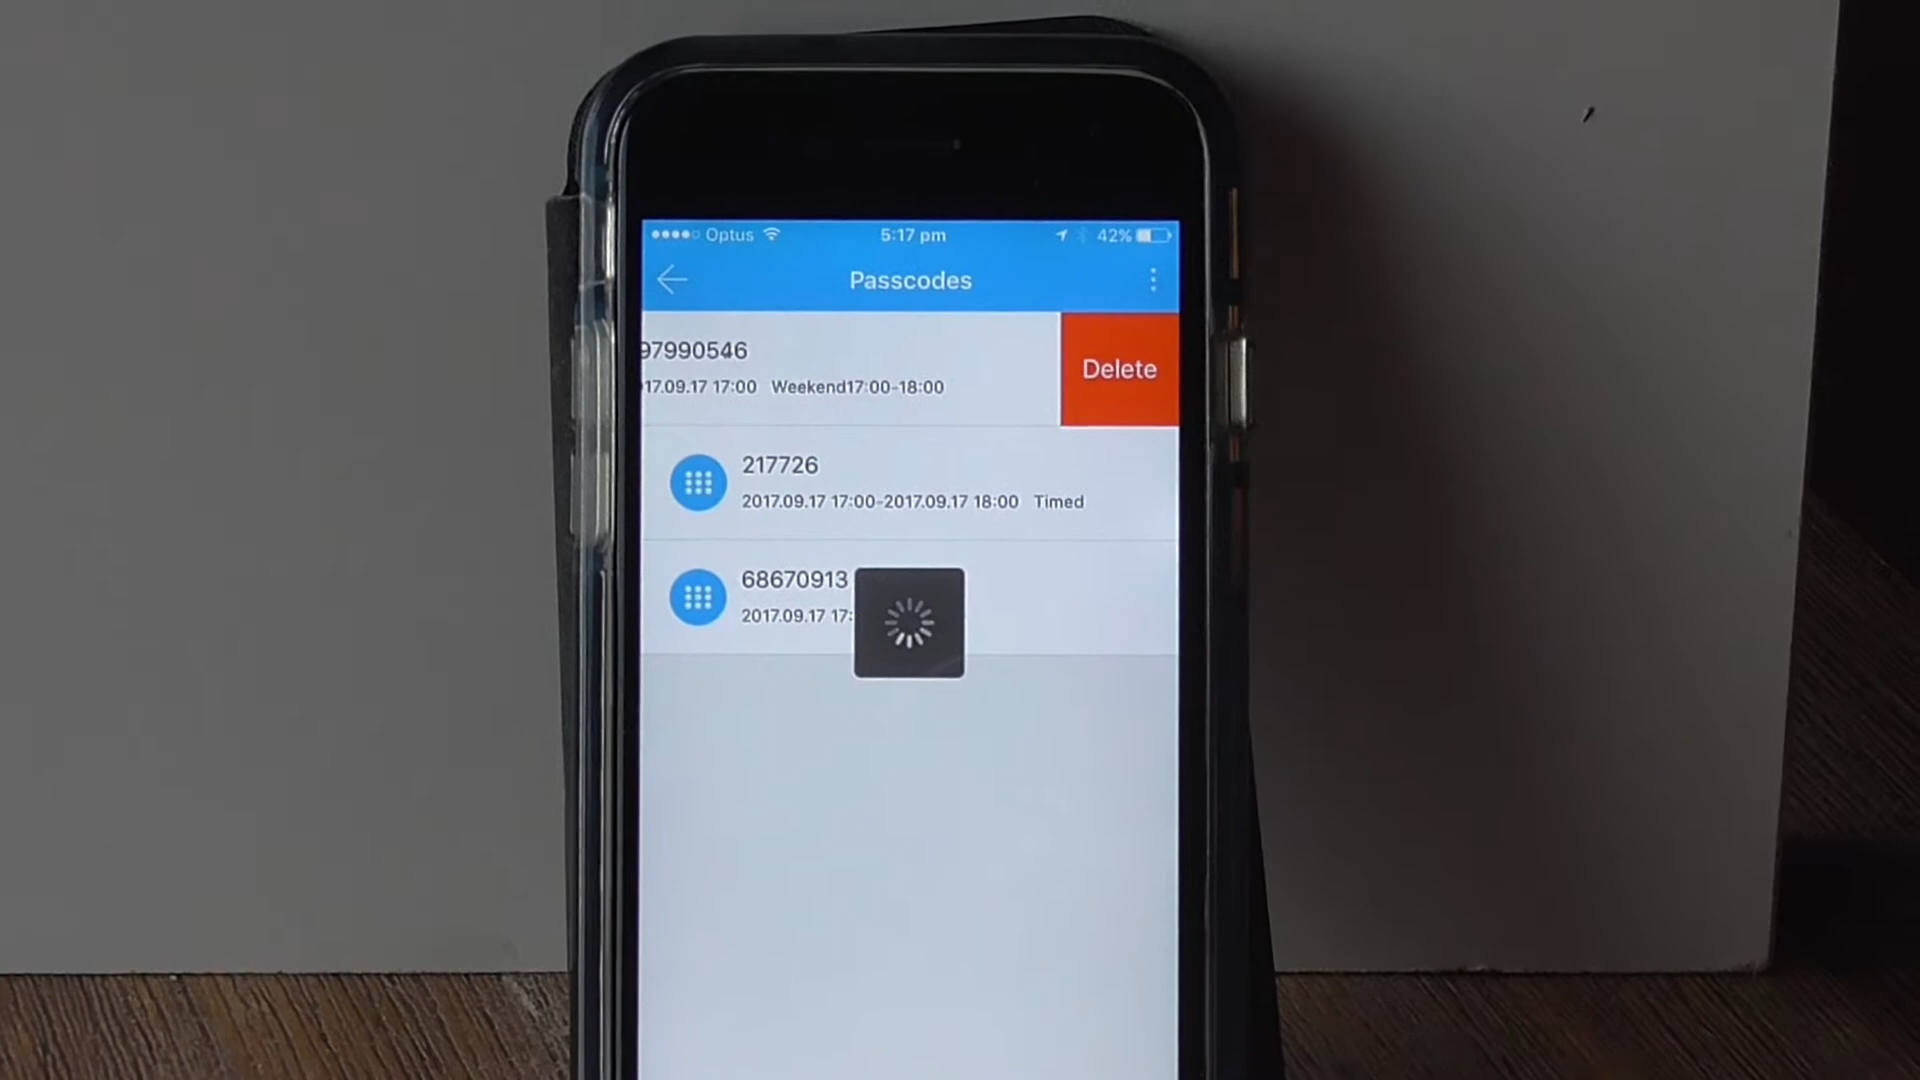 Optus 5:17 pm 42%
Passcodes
97990546
17.09.17 17:00 Weekend17:00-18:00
Delete
217726
2017.09.17 17:00-2017.09.17 18:00 Timed
68670913
2017.09.17 17: